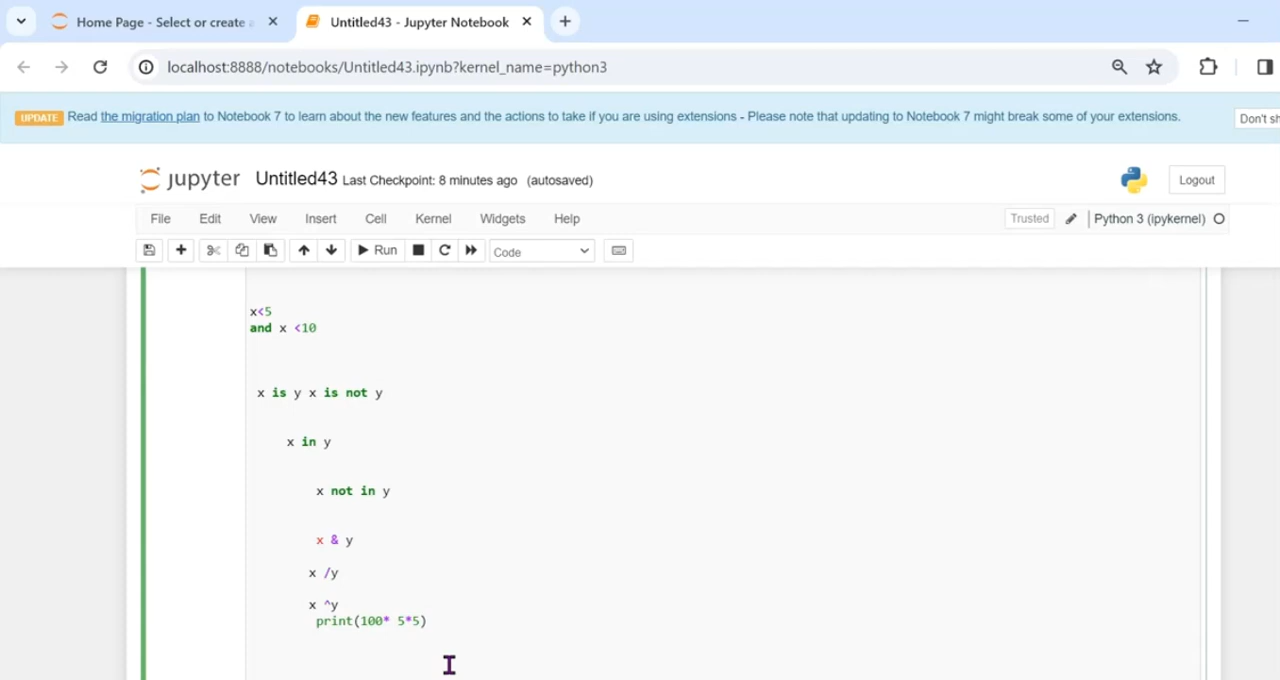 Home Page - Select or create a
Untitled43 - Jupyter Notebook
localhost:8888/notebooks/Untitled43.ipynb?kernel_name=python3
UPDATE Read the migration plan to Notebook 7 to learn about the new features and the actions to take if you are using extensions - Please note that updating to Notebook 7 might break some of your extensions.
Don't sh
jupyter Untitled43 Last Checkpoint: 8 minutes ago (autosaved)
Logout
File Edit View Insert Cell Kernel Widgets Help
Trusted Python 3 (ipykernel)
Run Code
x<5
and x <10
x is y x is not y
x in y
x not in y
x & y
x /y
x ^y
print(100* 5*5)